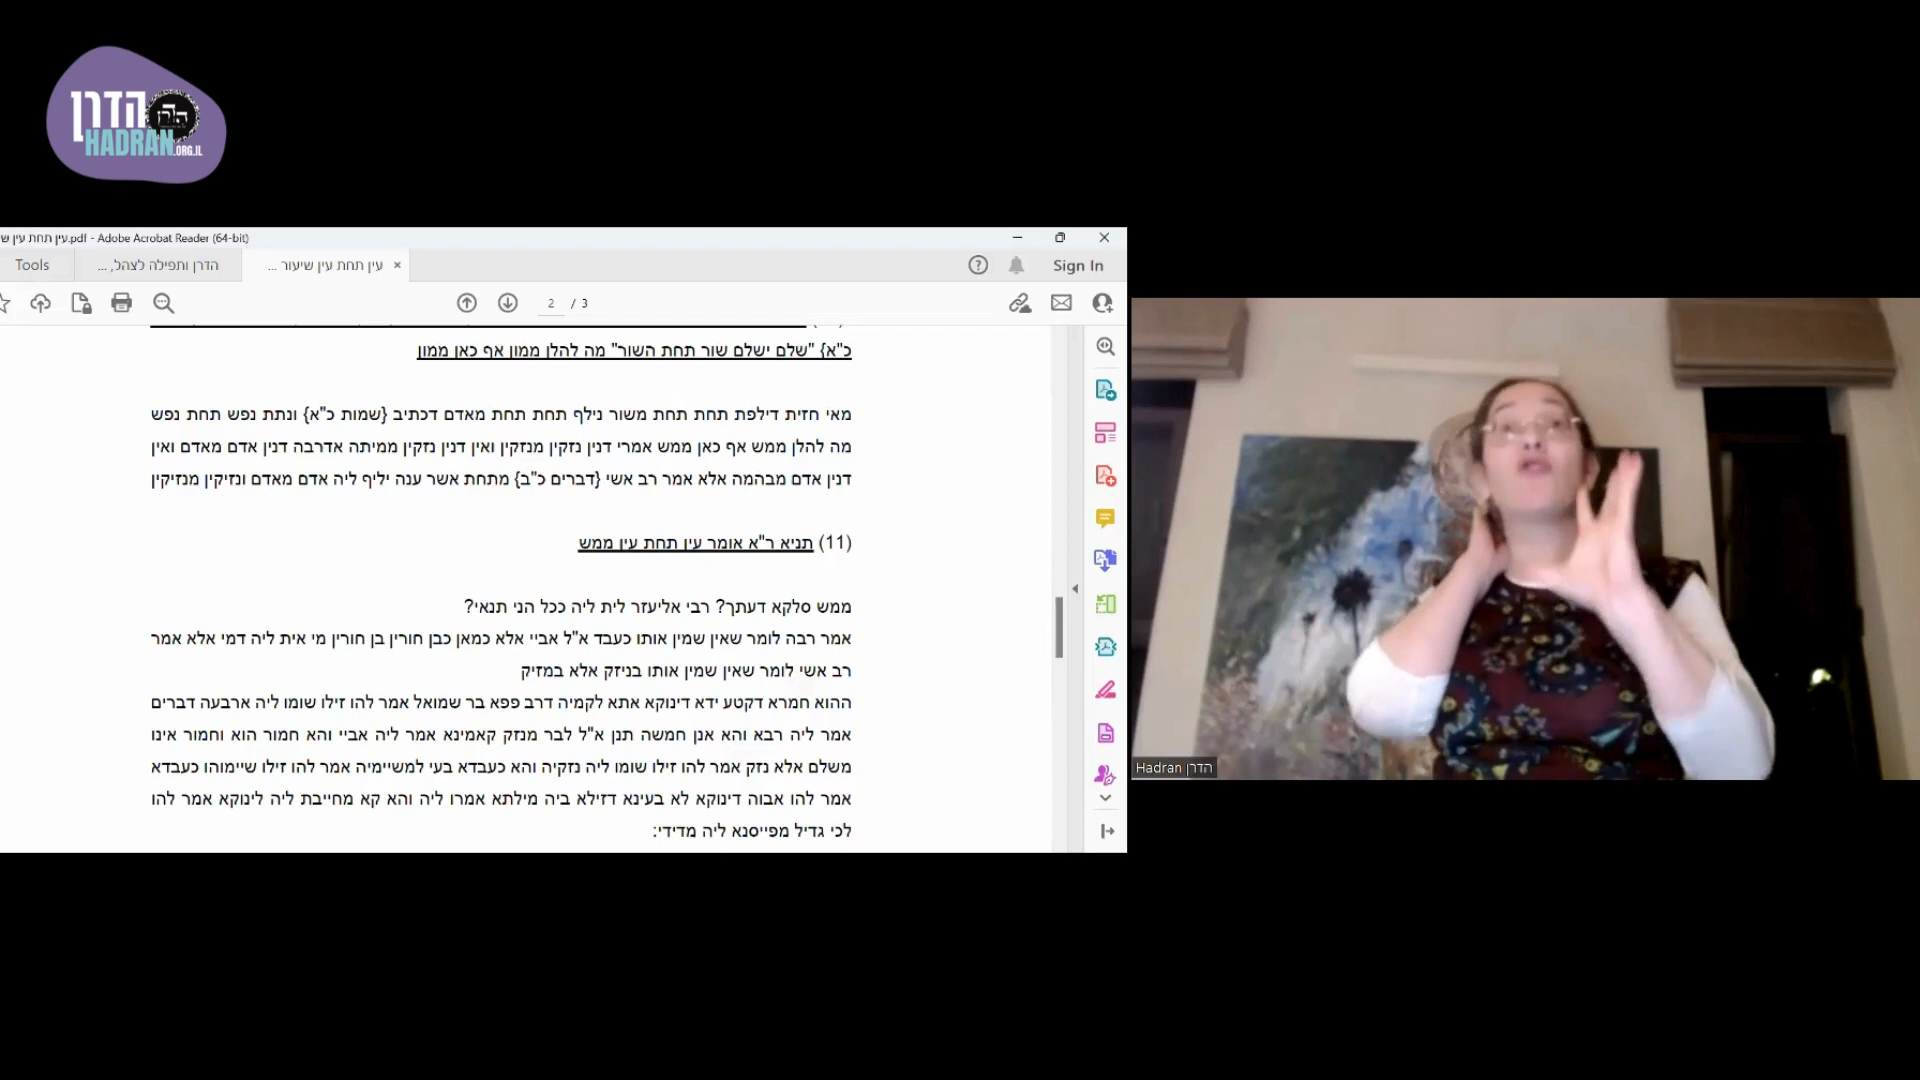 הדרן
HADRAN.ORG.IL
עין תחת עין ש.pdf - Adobe Acrobat Reader (64-bit)
Tools
הדרן ותפילה לצהל, ...
עין תחת עין שיעור ...
Sign In
2 / 3
כ"א} "שלם ישלם שור תחת השור" מה להלן ממון אף כאן ממון
מאי חזית דילפת תחת תחת משור נילף תחת תחת מאדם דכתיב {שמות כ"א} ונתת נפש תחת נפש
מה להלן ממש אף כאן ממש אמרי דנין נזקין מנזקין ואין דנין נזקין ממיתה אדרבה דנין אדם מאדם ואין
דנין אדם מבהמה אלא אמר רב אשי {דברים כ"ב} מתחת אשר ענה יליף ליה אדם מאדם ונזיקין מנזיקין
(11) תניא ר"א אומר עין תחת עין ממש
ממש סלקא דעתך? רבי אליעזר לית ליה ככל הני תנאי?
אמר רבה לומר שאין שמין אותו כעבד א"ל אביי אלא כמאן כבן חורין בן חורין מי אית ליה דמי אלא אמר
רב אשי לומר שאין שמין אותו בניזק אלא במזיק
ההוא חמרא דקטע ידא דינוקא אתא לקמיה דרב פפא בר שמואל אמר להו זילו שומו ליה ארבעה דברים
אמר ליה רבא והא אנן חמשה תנן א"ל לבר מנזק קאמינא אמר ליה אביי והא חמור הוא וחמור אינו
משלם אלא נזק אמר להו זילו שומו ליה נזקיה והא כעבדא בעי למשיימיה אמר להו זילו שיימוהו כעבדא
אמר להו אבוה דינוקא לא בעינא דזילא ביה מילתא אמרו ליה והא קא מחייבת ליה לינוקא אמר להו
לכי גדיל מפייסנא ליה מדידי:
Hadran הדרן